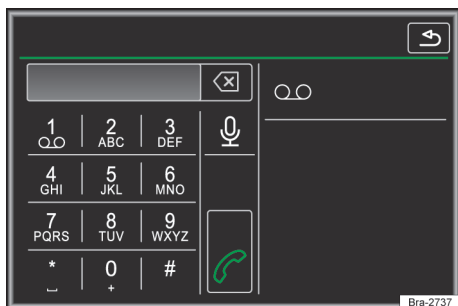 1 2 3
ABC DEF
4 5 6
GHI JKL MNO
7 8 9
PQRS TUV WXYZ
* 0 #
+
Bra-2737